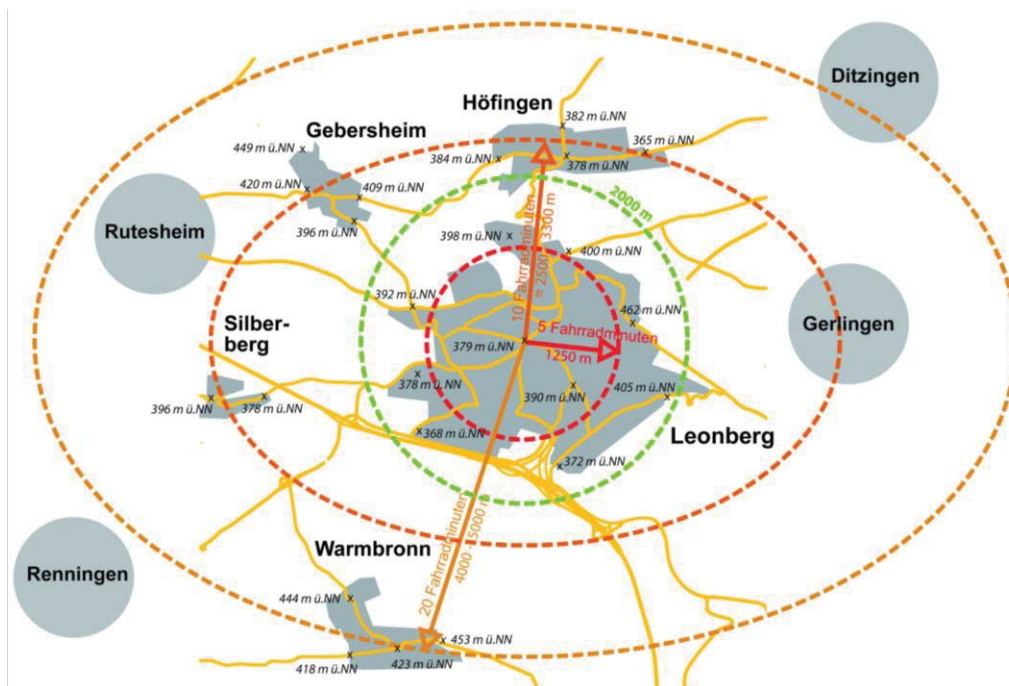 Ditzingen
Höfingen
382 m ü.NN
Gebersheim
365 m ü.NN
449 m ü.NN
384 m ü.NN
378 m ü.NN
420 m ü.NN
409 m ü.NN
2000 m
Rutesheim
396 m ü.NN
398 m ü.NN
400 m ü.NN
10 Fahrradminuten
≙ 2500 - 3300 m
392 m ü.NN
462 m ü.NN
Silber-
berg
5 Fahrradminuten
Gerlingen
379 m ü.NN
1250 m
378 m ü.NN
390 m ü.NN
405 m ü.NN
396 m ü.NN
378 m ü.NN
368 m ü.NN
Leonberg
372 m ü.NN
Warmbronn
20 Fahrradminuten
4000 - 5000 m
Renningen
444 m ü.NN
453 m ü.NN
418 m ü.NN
423 m ü.NN